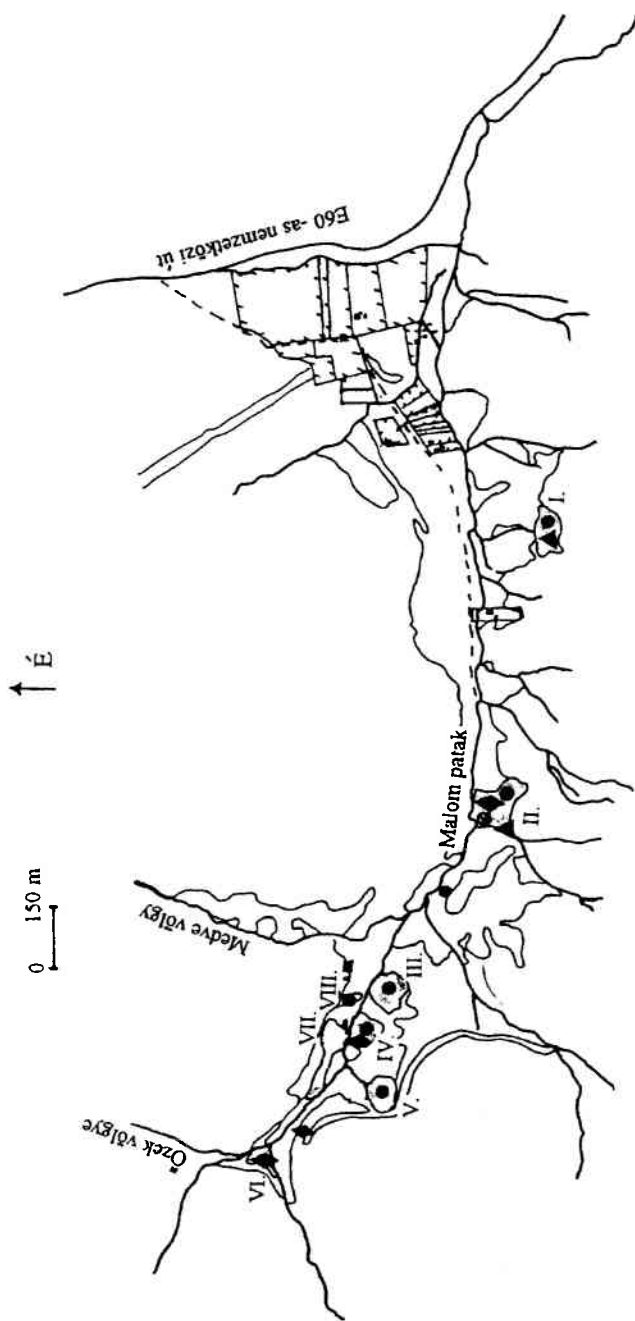 É
0 150 m
E60 -as nemzetközi út
Medve völgy
Őzek völgye
Malom patak
I.
II.
III.
IV.
V.
VI.
VII.
VIII.